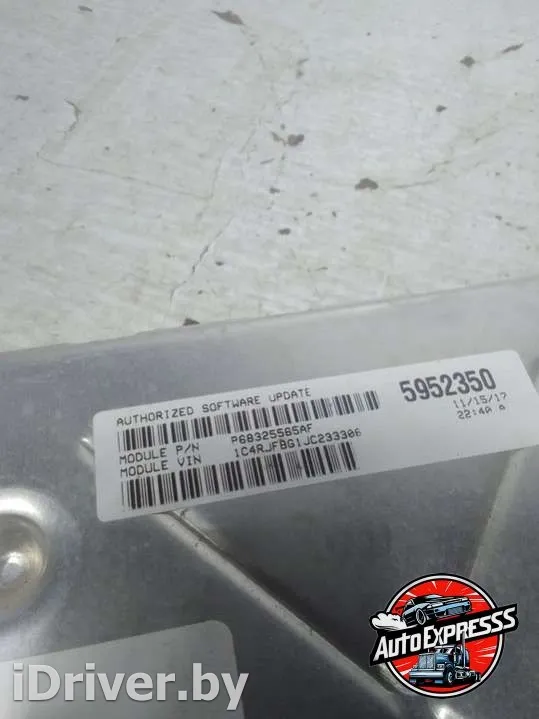 AUTHORIZED SOFTWARE UPDATE
5952350
11/15/17
22:40 A
MODULE P/N P68325565AF
MODULE VIN 1C4RJFBG1JC233306
AUTOEXPRESSS
iDriver.by